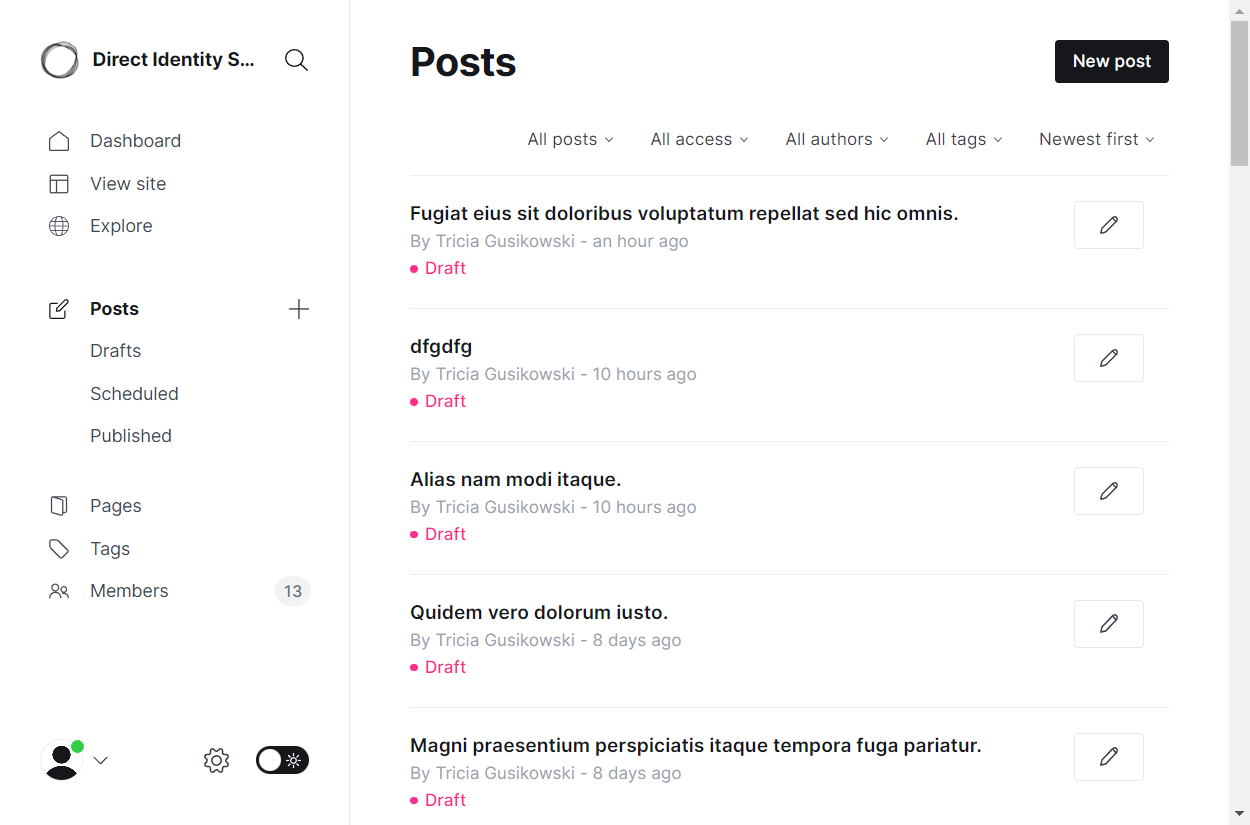 Direct Identity S...
Dashboard
View site
Explore
Posts
Drafts
Scheduled
Published
Pages
Tags
Members 13
Posts
New post
All posts All access All authors All tags Newest first
Fugiat eius sit doloribus voluptatum repellat sed hic omnis.
By Tricia Gusikowski - an hour ago
Draft
dfgdfg
By Tricia Gusikowski - 10 hours ago
Draft
Alias nam modi itaque.
By Tricia Gusikowski - 10 hours ago
Draft
Quidem vero dolorum iusto.
By Tricia Gusikowski - 8 days ago
Draft
Magni praesentium perspiciatis itaque tempora fuga pariatur.
By Tricia Gusikowski - 8 days ago
Draft